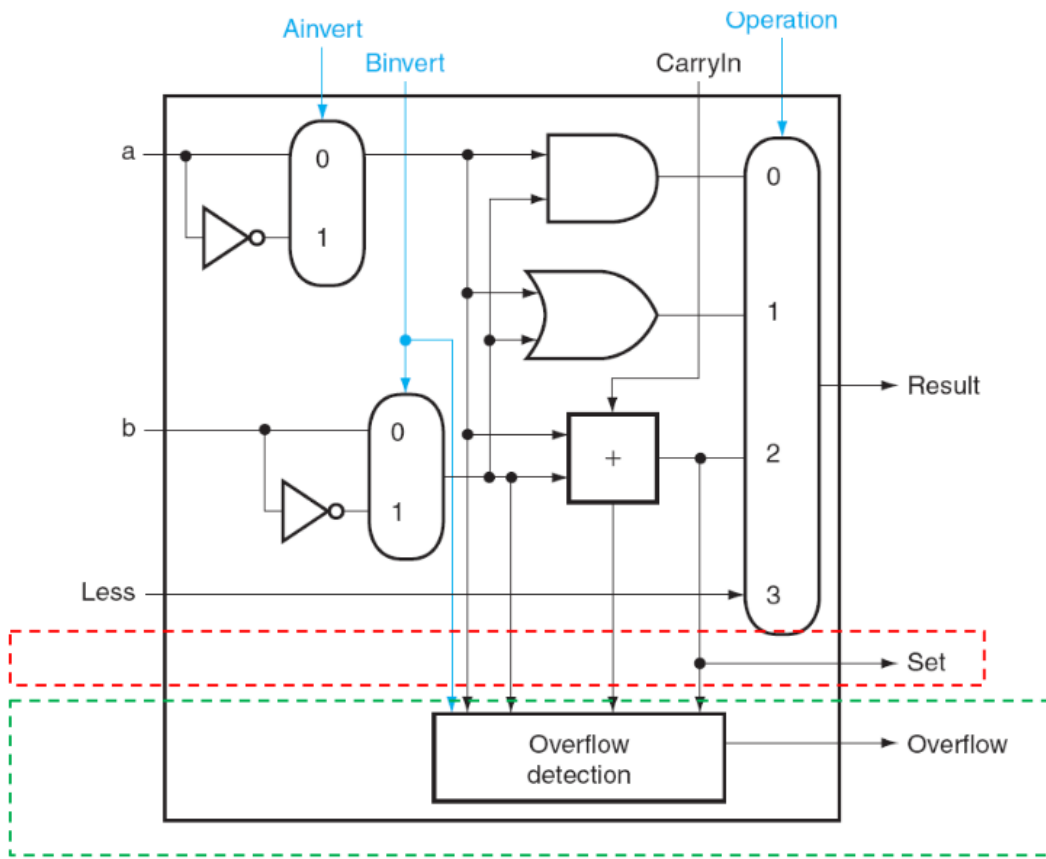 Operation
Ainvert
Binvert
CarryIn
a
0
1
0
1
Result
b
0
1
+
2
Less
3
Set
Overflow
detection
Overflow